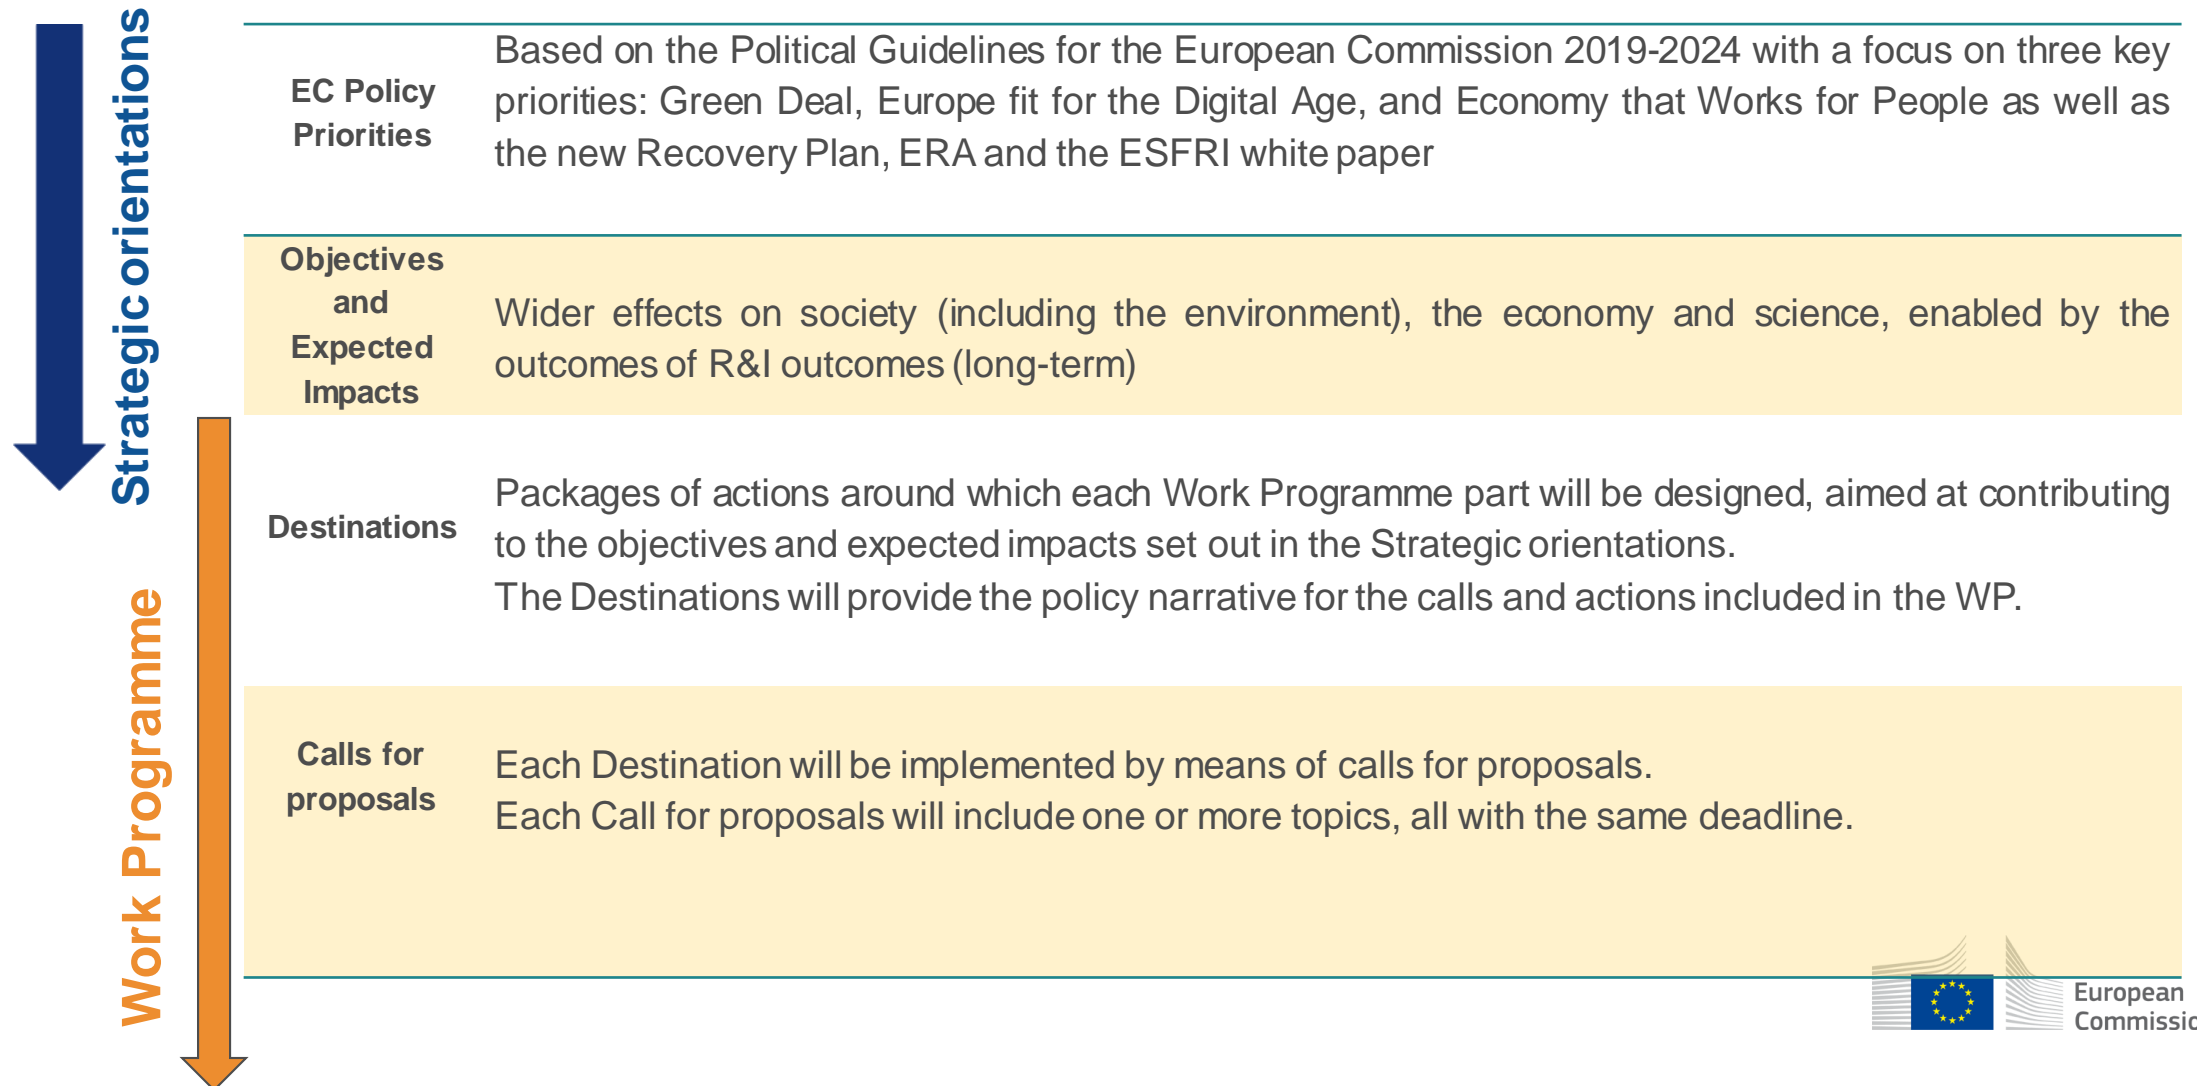 Strategic orientations
EC Policy
Priorities
Based on the Political Guidelines for the European Commission 2019-2024 with a focus on three key
priorities: Green Deal, Europe fit for the Digital Age, and Economy that Works for People as well as
the new Recovery Plan, ERA and the ESFRI white paper
Objectives
and
Expected
Impacts
Wider effects on society (including the environment), the economy and science, enabled by the
outcomes of R&I outcomes (long-term)
Destinations
Packages of actions around which each Work Programme part will be designed, aimed at contributing
to the objectives and expected impacts set out in the Strategic orientations.
The Destinations will provide the policy narrative for the calls and actions included in the WP.
Work Programme
Calls for
proposals
Each Destination will be implemented by means of calls for proposals.
Each Call for proposals will include one or more topics, all with the same deadline.
European
Commissio